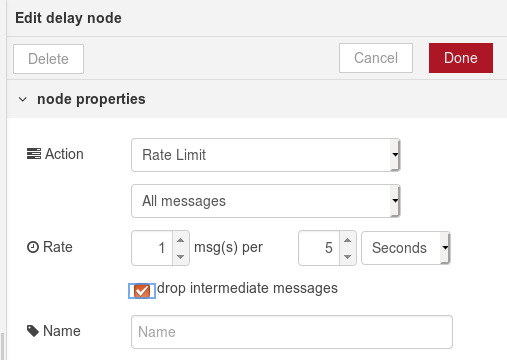 Edit delay node
Delete Cancel Done
node properties
Action Rate Limit
All messages
Rate 1 msg(s) per 5 Seconds
drop intermediate messages
Name Name